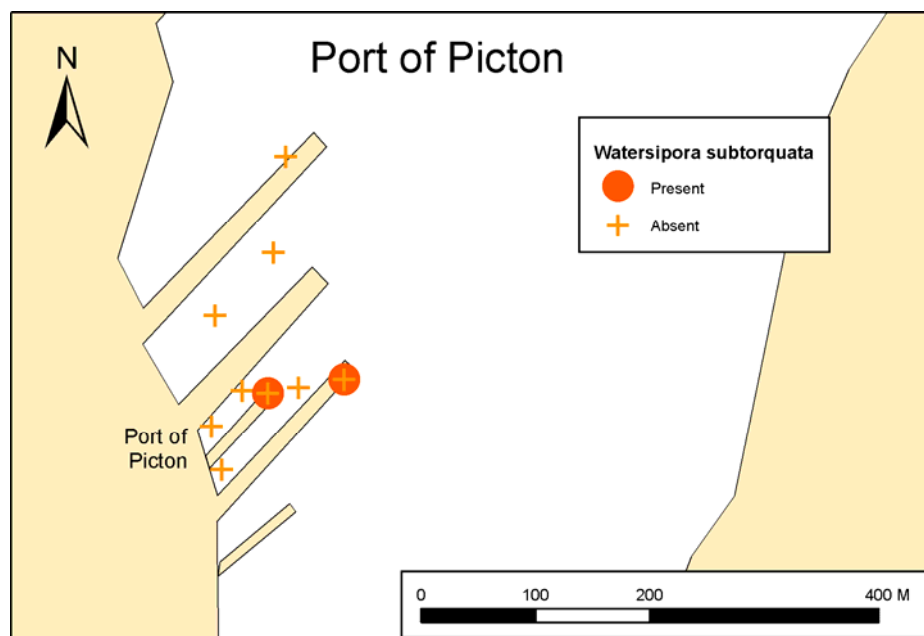 Port of Picton
N
Watersipora subtorquata
Present
Absent
Port of
Picton
0 100 200 400 M